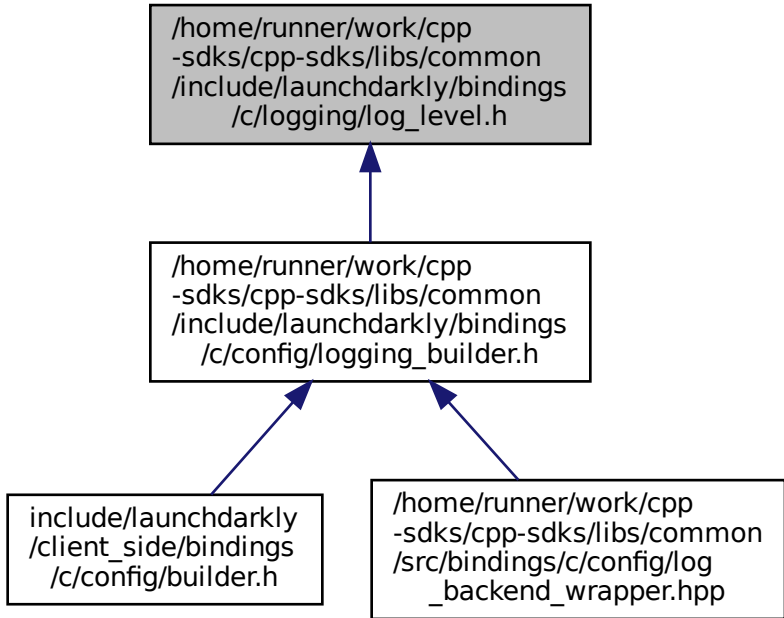 /home/runner/work/cpp
-sdks/cpp-sdks/libs/common
/include/launchdarkly/bindings
/c/logging/log_level.h
/home/runner/work/cpp
-sdks/cpp-sdks/libs/common
/include/launchdarkly/bindings
/c/config/logging_builder.h
include/launchdarkly
/client_side/bindings
/c/config/builder.h
/home/runner/work/cpp
-sdks/cpp-sdks/libs/common
/src/bindings/c/config/log
_backend_wrapper.hpp